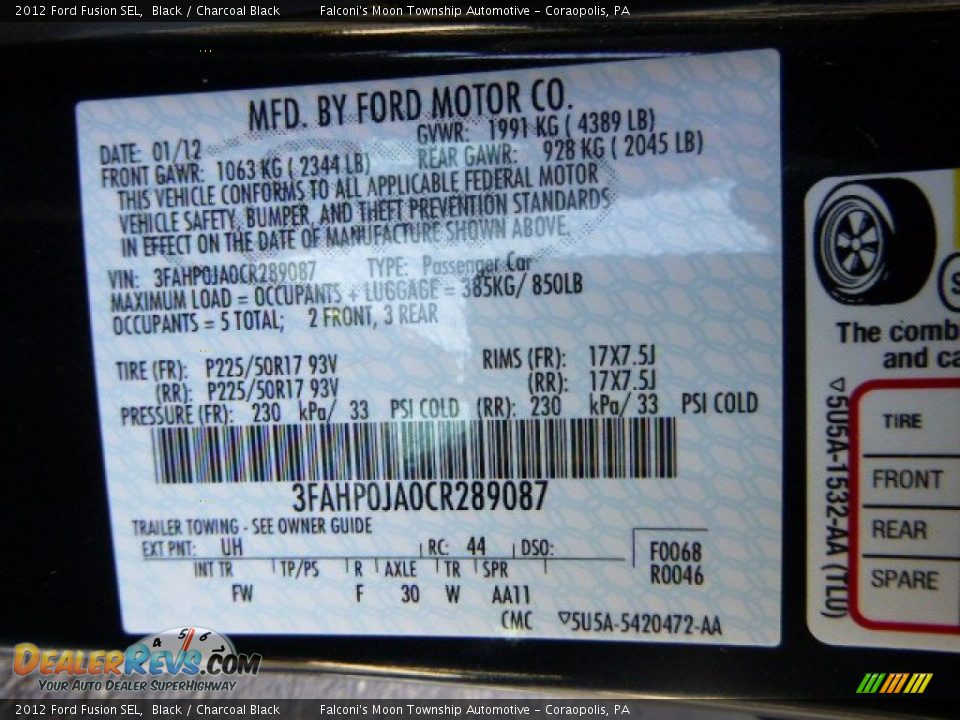 2012 Ford Fusion SEL, Black / Charcoal Black Falconi's Moon Township Automotive - Coraopolis, PA
MFD. BY FORD MOTOR CO.
DATE: 01/12 GVWR: 1991 KG ( 4389 LB)
FRONT GAWR: 1063 KG ( 2344 LB) REAR GAWR: 928 KG ( 2045 LB)
THIS VEHICLE CONFORMS TO ALL APPLICABLE FEDERAL MOTOR
VEHICLE SAFETY, BUMPER, AND THEFT PREVENTION STANDARDS
IN EFFECT ON THE DATE OF MANUFACTURE SHOWN ABOVE.
VIN: 3FAHP0JA0CR289087 TYPE: Passenger Car
MAXIMUM LOAD = OCCUPANTS + LUGGAGE = 385KG/ 850LB
OCCUPANTS = 5 TOTAL; 2 FRONT, 3 REAR
TIRE (FR): P225/50R17 93V RIMS (FR): 17X7.5J
(RR): P225/50R17 93V (RR): 17X7.5J
PRESSURE (FR): 230 kPa/ 33 PSI COLD (RR): 230 kPa/ 33 PSI COLD
3FAHP0JA0CR289087
TRAILER TOWING - SEE OWNER GUIDE
EXT PNT: UH RC: 44 DSO: F0068
INT TR TP/PS R AXLE TR SPR R0046
FW F 30 W AA11
CMC ▽5U5A-5420472-AA
The comb
and ca
▽5U5A-1532-AA (TLU)
TIRE
FRONT
REAR
SPARE
4 5 6
DealerRevs.com
Your Auto Dealer SuperHighway
2012 Ford Fusion SEL, Black / Charcoal Black Falconi's Moon Township Automotive - Coraopolis, PA